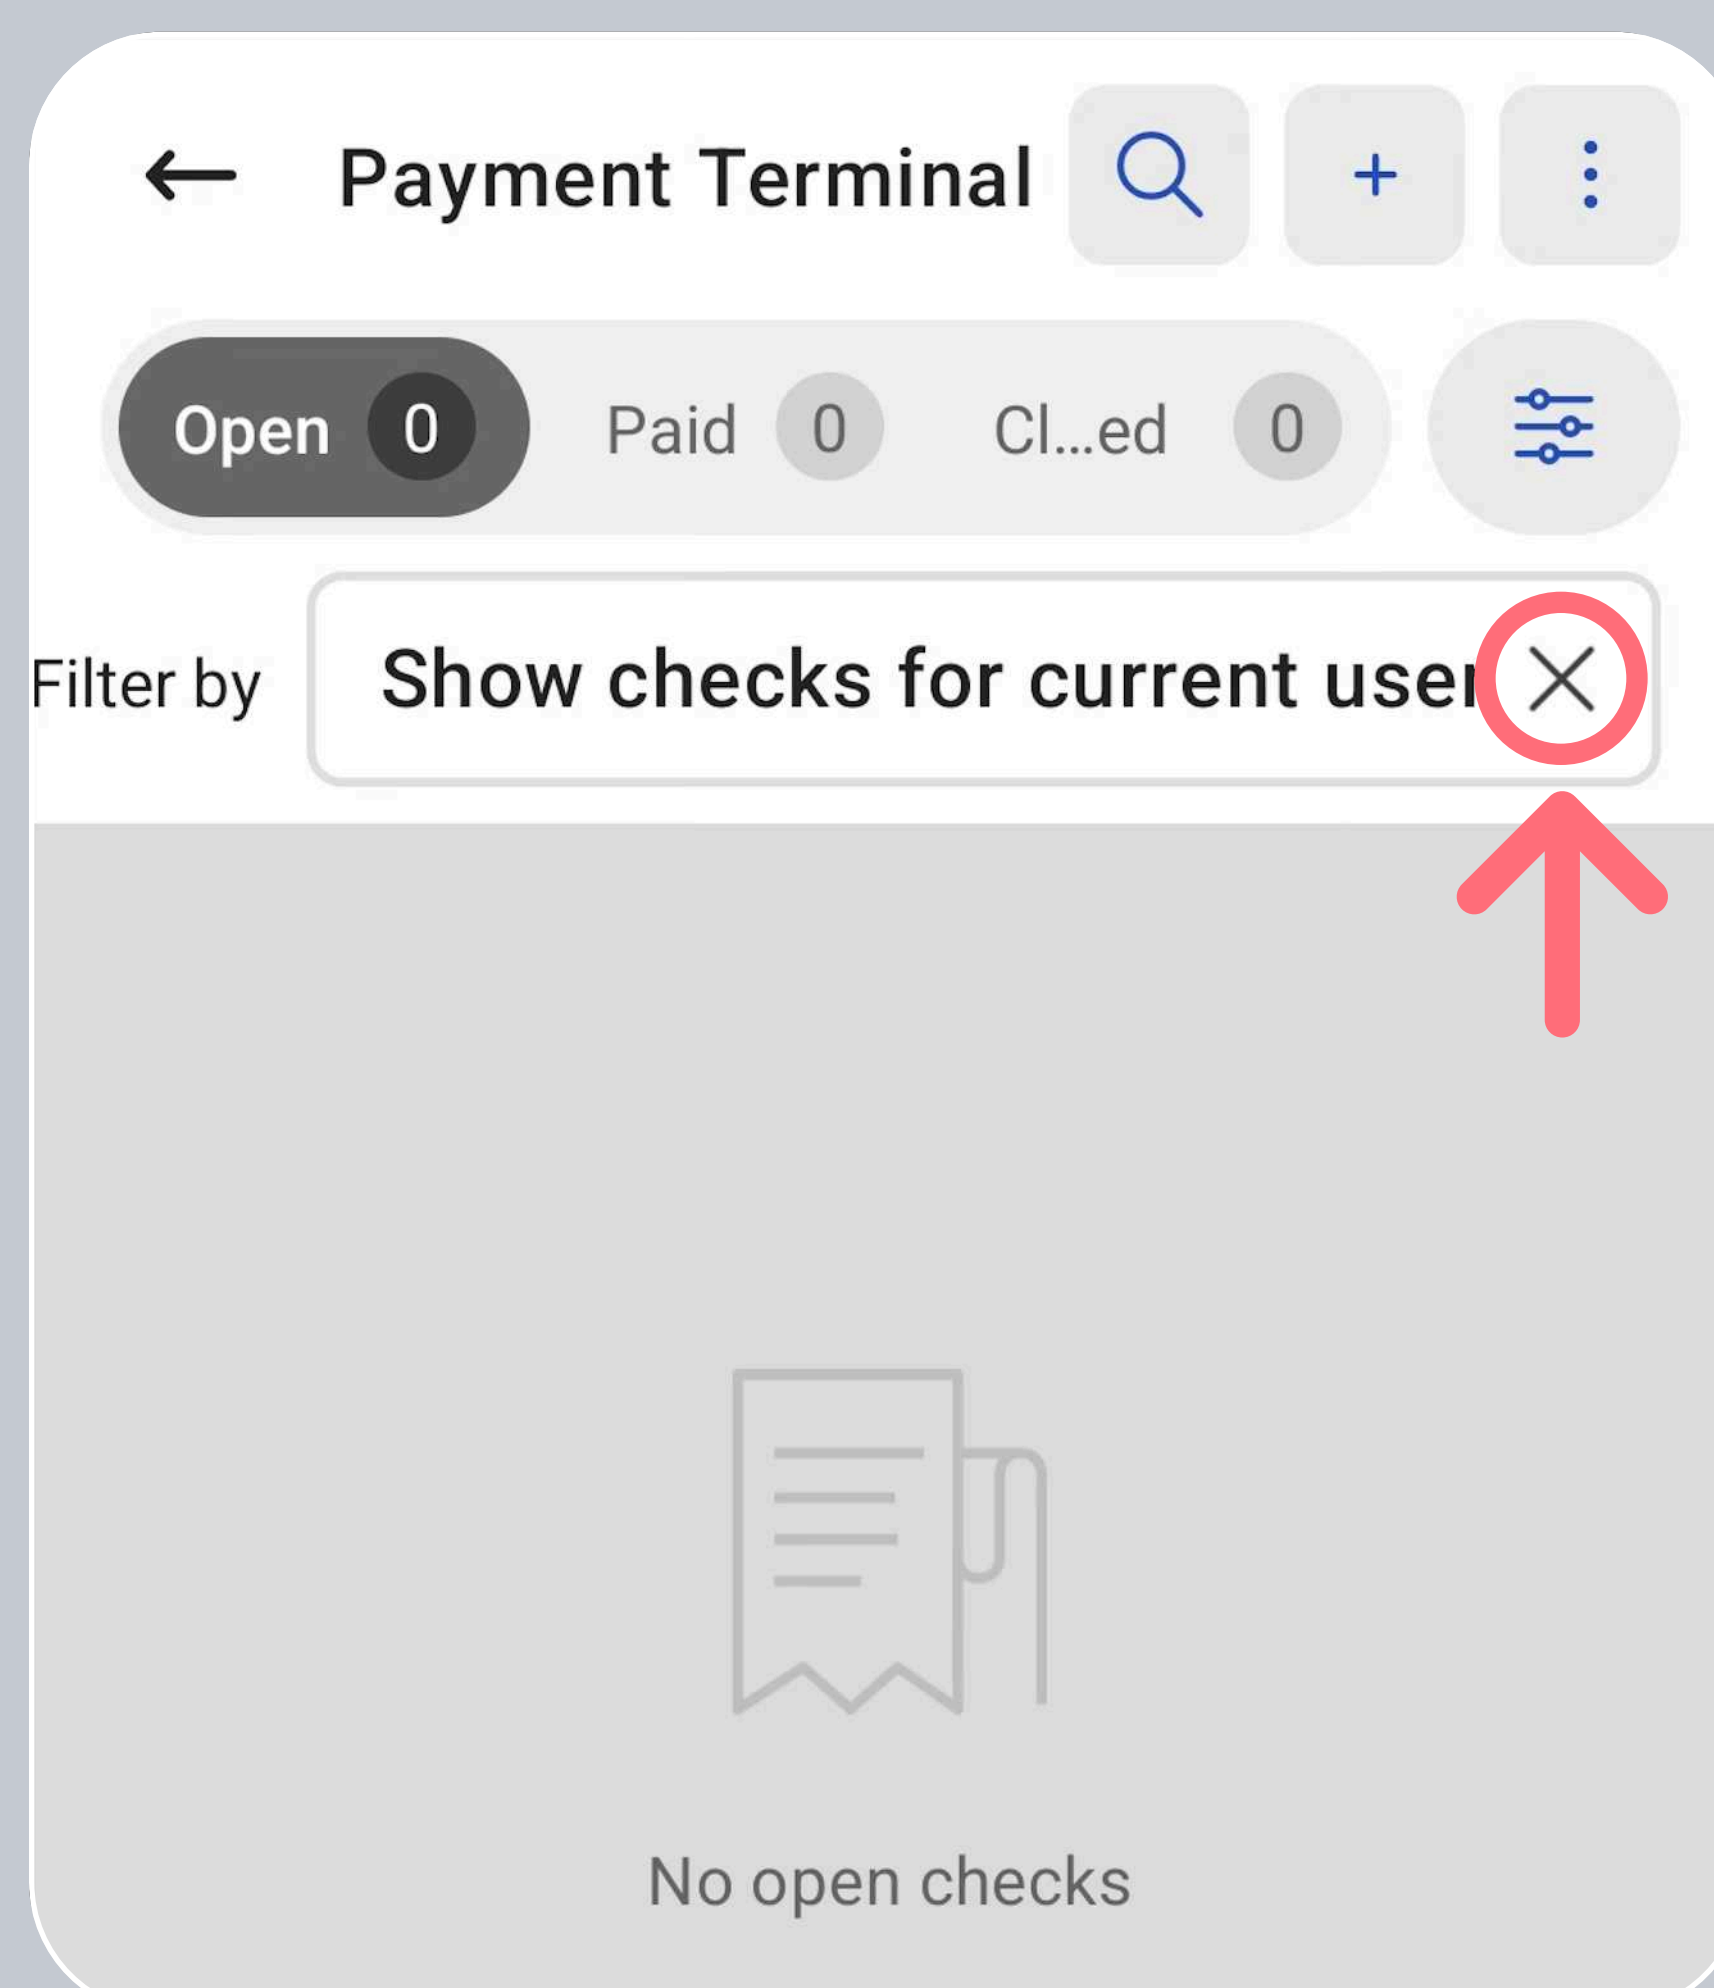 Payment Terminal
Open 0 Paid 0 Cl...ed 0
Filter by Show checks for current user
No open checks